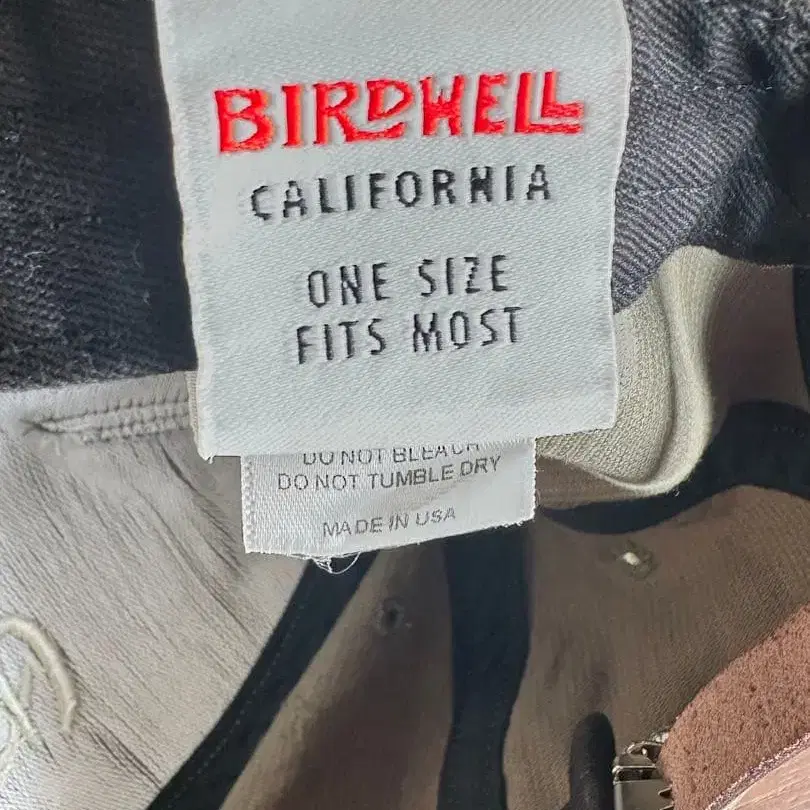 BIRDWELL
CALIFORNIA
ONE SIZE
FITS MOST
DO NOT BLEACH
DO NOT TUMBLE DRY
MADE IN USA